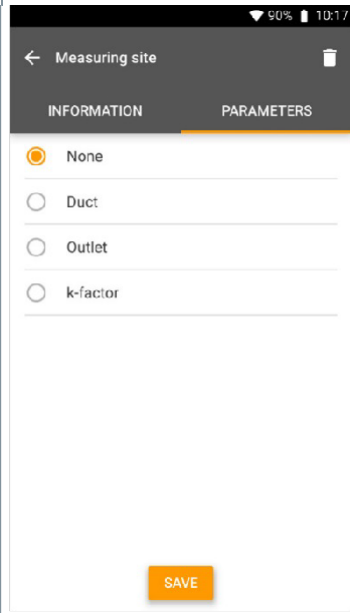 90% 10:17
Measuring site
INFORMATION PARAMETERS
None
Duct
Outlet
k-factor
SAVE